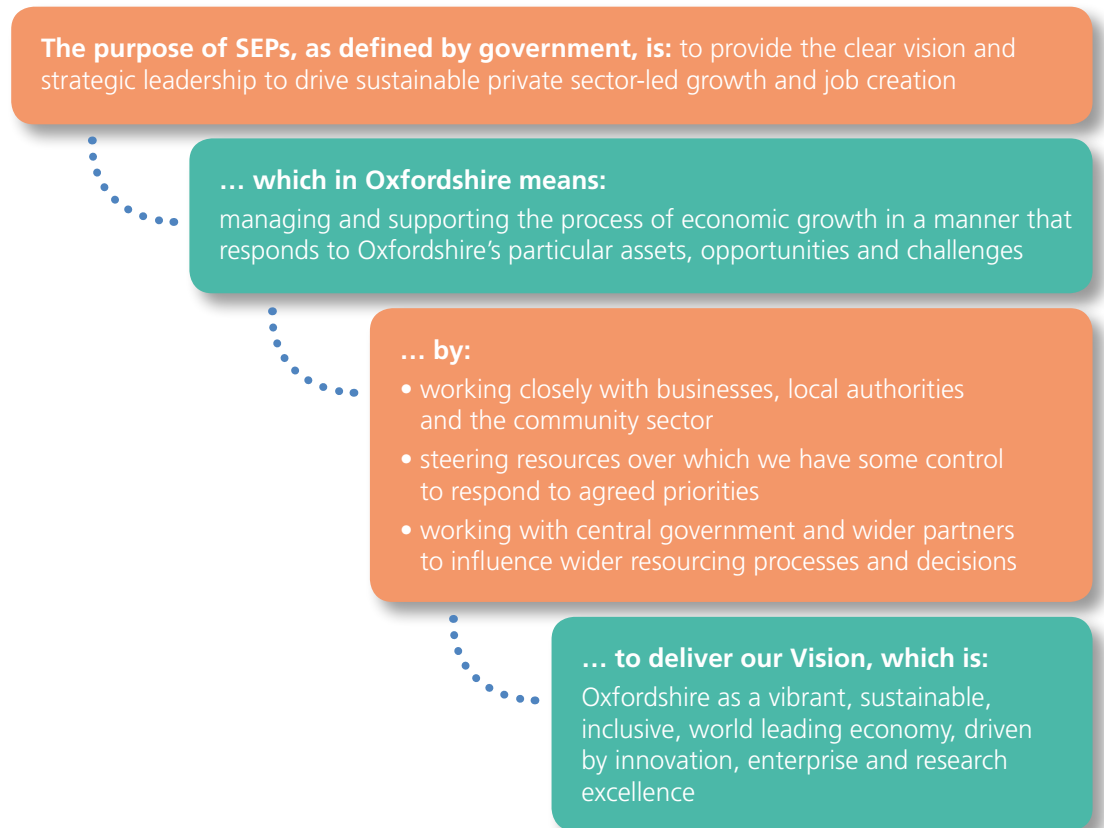 The purpose of SEPs, as defined by government, is: to provide the clear vision and
strategic leadership to drive sustainable private sector-led growth and job creation
… which in Oxfordshire means:
managing and supporting the process of economic growth in a manner that
responds to Oxfordshire’s particular assets, opportunities and challenges
… by:
• working closely with businesses, local authorities
and the community sector
• steering resources over which we have some control
to respond to agreed priorities
• working with central government and wider partners
to influence wider resourcing processes and decisions
… to deliver our Vision, which is:
Oxfordshire as a vibrant, sustainable,
inclusive, world leading economy, driven
by innovation, enterprise and research
excellence